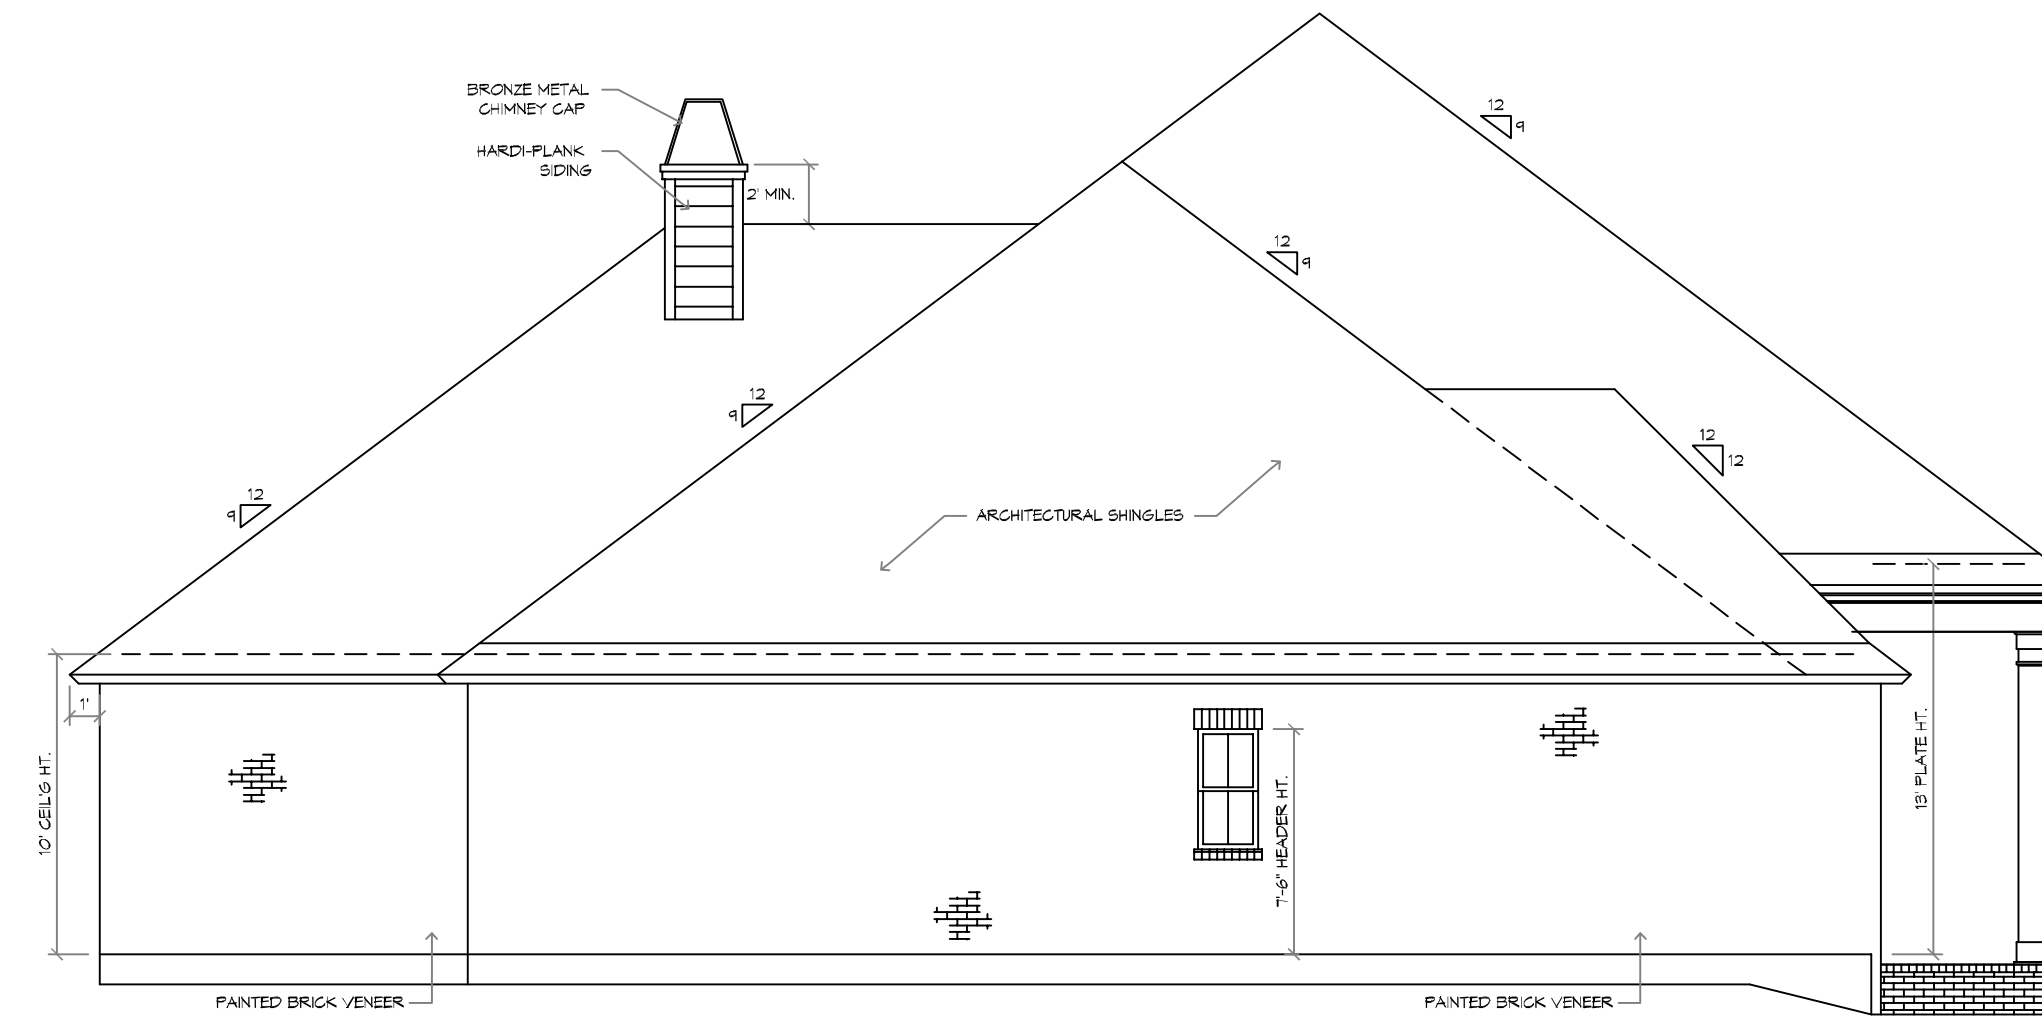 12
9
BRONZE METAL
CHIMNEY CAP
HARDI-PLANK
SIDING
2' MIN.
12
9
12
9
12
12
12
9
ARCHITECTURAL SHINGLES
1'
10' CEIL'G HT.
7'-6" HEADER HT.
13' PLATE HT.
PAINTED BRICK VENEER
PAINTED BRICK VENEER